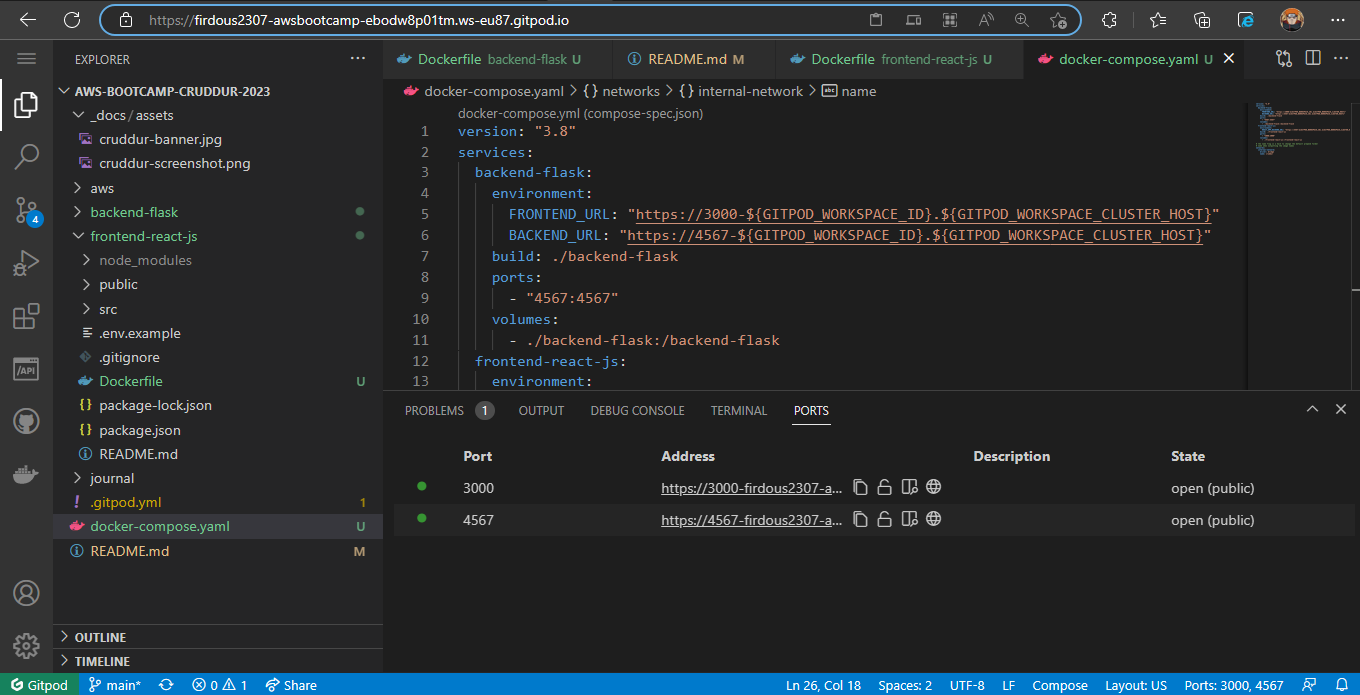 https://firdous2307-awsbootcamp-ebodw8p01tm.ws-eu87.gitpod.io
EXPLORER
AWS-BOOTCAMP-CRUDDUR-2023
_docs / assets
cruddur-banner.jpg
cruddur-screenshot.png
aws
backend-flask
frontend-react-js
node_modules
public
src
.env.example
.gitignore
Dockerfile U
package-lock.json
package.json
README.md
journal
.gitpod.yml 1
docker-compose.yaml U
README.md M
OUTLINE
TIMELINE
4
/API
Dockerfile backend-flask U
README.md M
Dockerfile frontend-react-js U
docker-compose.yaml U
docker-compose.yaml > {} networks > {} internal-network > abc name
docker-compose.yml (compose-spec.json)
1 version: "3.8"
2 services:
3 backend-flask:
4 environment:
5 FRONTEND_URL: "https://3000-${GITPOD_WORKSPACE_ID}.${GITPOD_WORKSPACE_CLUSTER_HOST}"
6 BACKEND_URL: "https://4567-${GITPOD_WORKSPACE_ID}.${GITPOD_WORKSPACE_CLUSTER_HOST}"
7 build: ./backend-flask
8 ports:
9 - "4567:4567"
10 volumes:
11 - ./backend-flask:/backend-flask
12 frontend-react-js:
13 environment:
PROBLEMS 1 OUTPUT DEBUG CONSOLE TERMINAL PORTS
Port Address Description State
3000 https://3000-firdous2307-a... open (public)
4567 https://4567-firdous2307-a... open (public)
Gitpod main* 0 1 Share Ln 26, Col 18 Spaces: 2 UTF-8 LF Compose Layout: US Ports: 3000, 4567